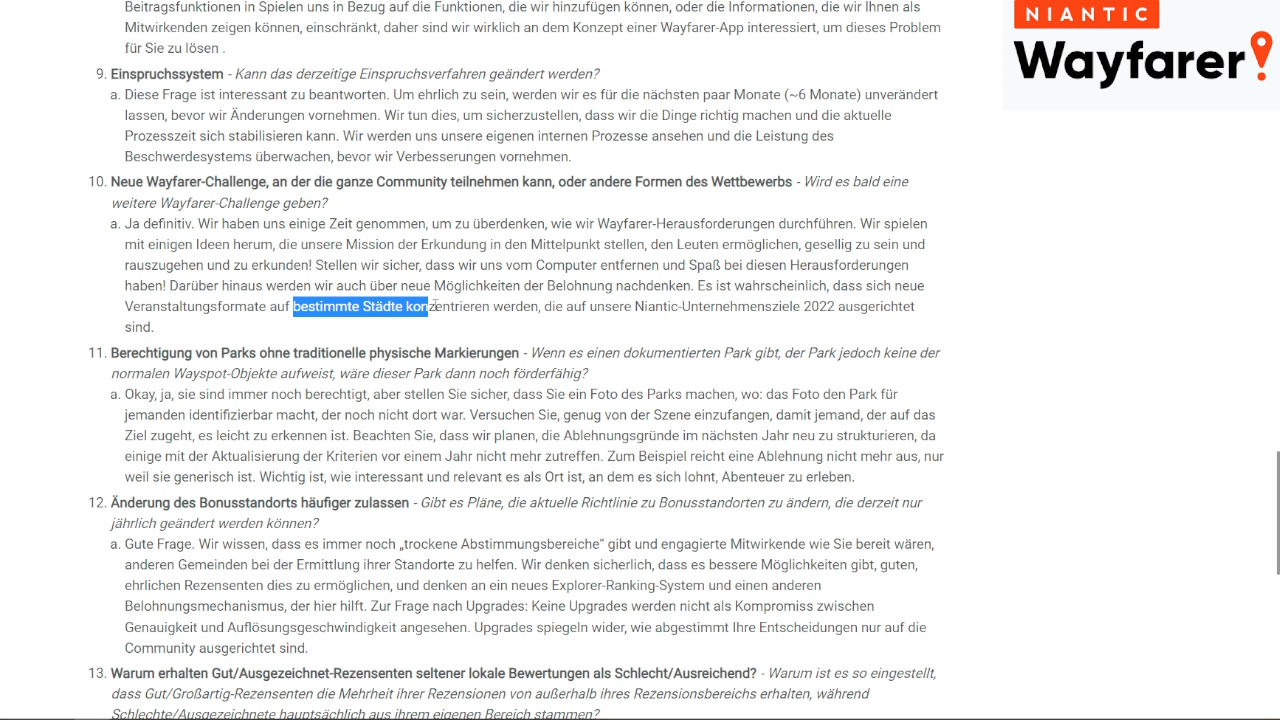 Beitragsfunktionen in Spielen uns in Bezug auf die Funktionen, die wir hinzufügen können, oder die Informationen, die wir Ihnen als
Mitwirkenden zeigen können, einschränkt, daher sind wir wirklich an dem Konzept einer Wayfarer-App interessiert, um dieses Problem
für Sie zu lösen .
NIANTIC
Wayfarer
9. Einspruchssystem - Kann das derzeitige Einspruchsverfahren geändert werden?
a. Diese Frage ist interessant zu beantworten. Um ehrlich zu sein, werden wir es für die nächsten paar Monate (~6 Monate) unverändert
lassen, bevor wir Änderungen vornehmen. Wir tun dies, um sicherzustellen, dass wir die Dinge richtig machen und die aktuelle
Prozesszeit sich stabilisieren kann. Wir werden uns unsere eigenen internen Prozesse ansehen und die Leistung des
Beschwerdesystems überwachen, bevor wir Verbesserungen vornehmen.
10. Neue Wayfarer-Challenge, an der die ganze Community teilnehmen kann, oder andere Formen des Wettbewerbs - Wird es bald eine
weitere Wayfarer-Challenge geben?
a. Ja definitiv. Wir haben uns einige Zeit genommen, um zu überdenken, wie wir Wayfarer-Herausforderungen durchführen. Wir spielen
mit einigen Ideen herum, die unsere Mission der Erkundung in den Mittelpunkt stellen, den Leuten ermöglichen, gesellig zu sein und
rauszugehen und zu erkunden! Stellen wir sicher, dass wir uns vom Computer entfernen und Spaß bei diesen Herausforderungen
haben! Darüber hinaus werden wir auch über neue Möglichkeiten der Belohnung nachdenken. Es ist wahrscheinlich, dass sich neue
Veranstaltungsformate auf bestimmte Städte konzentrieren werden, die auf unsere Niantic-Unternehmensziele 2022 ausgerichtet
sind.
11. Berechtigung von Parks ohne traditionelle physische Markierungen - Wenn es einen dokumentierten Park gibt, der Park jedoch keine der
normalen Wayspot-Objekte aufweist, wäre dieser Park dann noch förderfähig?
a. Okay, ja, sie sind immer noch berechtigt, aber stellen Sie sicher, dass Sie ein Foto des Parks machen, wo: das Foto den Park für
jemanden identifizierbar macht, der noch nicht dort war. Versuchen Sie, genug von der Szene einzufangen, damit jemand, der auf das
Ziel zugeht, es leicht zu erkennen ist. Beachten Sie, dass wir planen, die Ablehnungsgründe im nächsten Jahr neu zu strukturieren, da
einige mit der Aktualisierung der Kriterien vor einem Jahr nicht mehr zutreffen. Zum Beispiel reicht eine Ablehnung nicht mehr aus, nur
weil sie generisch ist. Wichtig ist, wie interessant und relevant es als Ort ist, an dem es sich lohnt, Abenteuer zu erleben.
12. Änderung des Bonusstandorts häufiger zulassen - Gibt es Pläne, die aktuelle Richtlinie zu Bonusstandorten zu ändern, die derzeit nur
jährlich geändert werden können?
a. Gute Frage. Wir wissen, dass es immer noch „trockene Abstimmungsbereiche“ gibt und engagierte Mitwirkende wie Sie bereit wären,
anderen Gemeinden bei der Ermittlung ihrer Standorte zu helfen. Wir denken sicherlich, dass es bessere Möglichkeiten gibt, guten,
ehrlichen Rezensenten dies zu ermöglichen, und denken an ein neues Explorer-Ranking-System und einen anderen
Belohnungsmechanismus, der hier hilft. Zur Frage nach Upgrades: Keine Upgrades werden nicht als Kompromiss zwischen
Genauigkeit und Auflösungsgeschwindigkeit angesehen. Upgrades spiegeln wider, wie abgestimmt Ihre Entscheidungen nur auf die
Community ausgerichtet sind.
13. Warum erhalten Gut/Ausgezeichnet-Rezensenten seltener lokale Bewertungen als Schlecht/Ausreichend? - Warum ist es so eingestellt,
dass Gut/Großartig-Rezensenten die Mehrheit ihrer Rezensionen von außerhalb ihres Rezensionsbereichs erhalten, während
Schlechte/Ausgezeichnete hauptsächlich aus ihrem eigenen Bereich stammen?